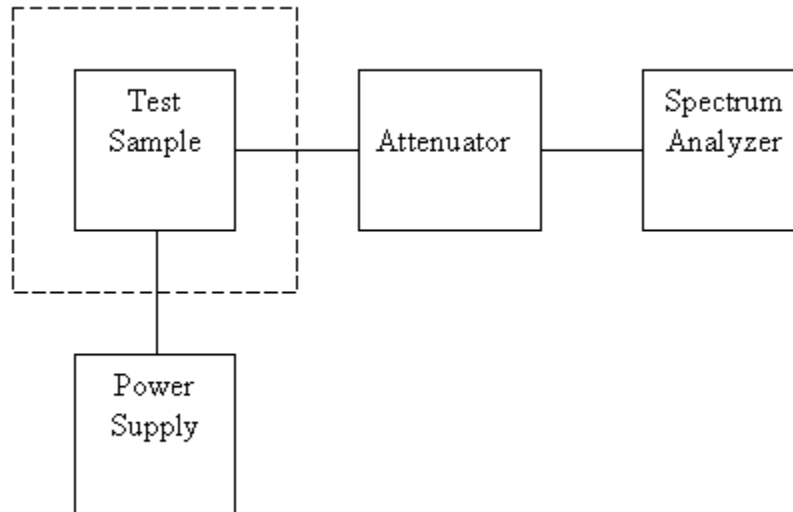 Test
Sample
Attenuator
Spectrum
Analyzer
Power
Supply